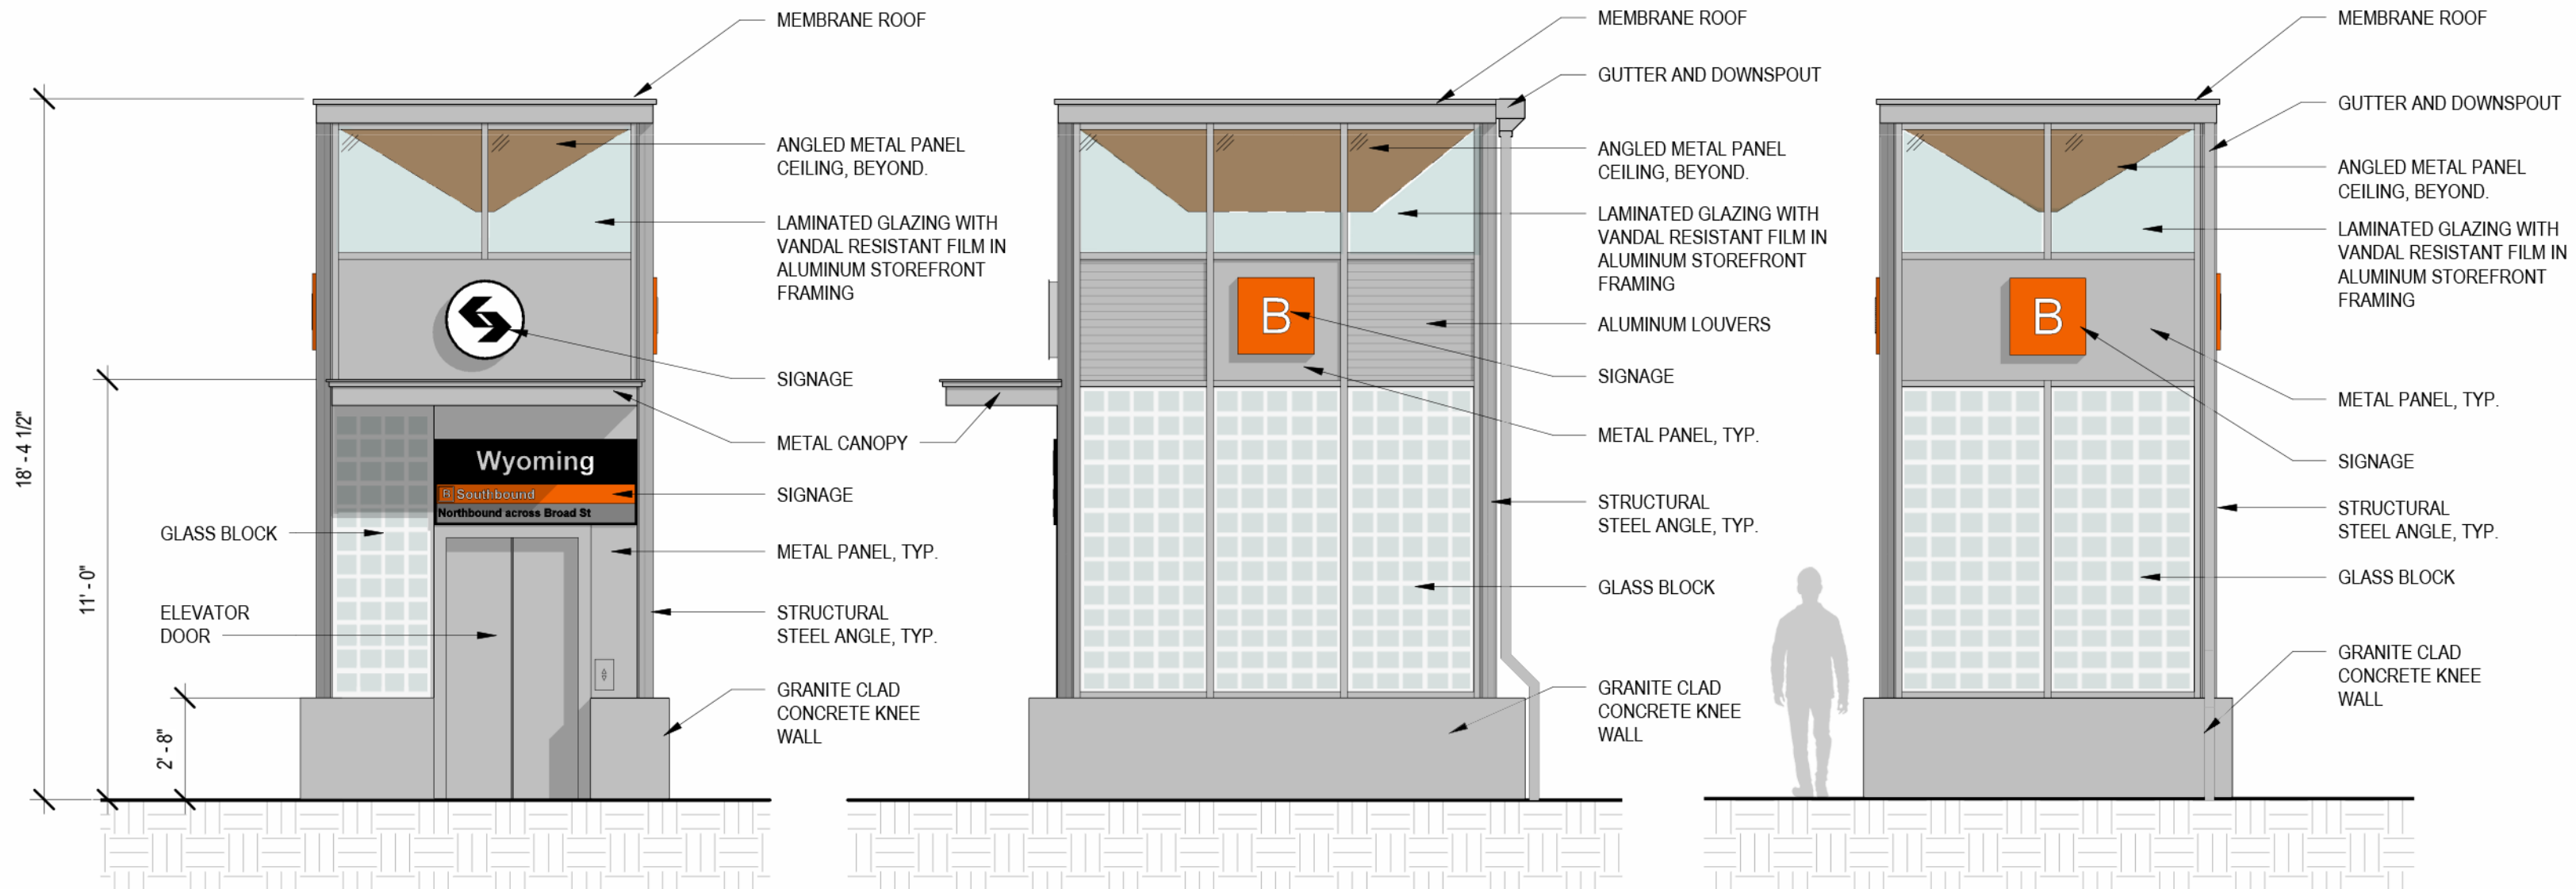 MEMBRANE ROOF
ANGLED METAL PANEL
CEILING, BEYOND.
LAMINATED GLAZING WITH
VANDAL RESISTANT FILM IN
ALUMINUM STOREFRONT
FRAMING
SIGNAGE
METAL CANOPY
SIGNAGE
METAL PANEL, TYP.
STRUCTURAL
STEEL ANGLE, TYP.
GRANITE CLAD
CONCRETE KNEE
WALL
18' - 4 1/2"
11' - 0"
2' - 8"
GLASS BLOCK
ELEVATOR
DOOR
Wyoming
B Southbound
Northbound across Broad St
MEMBRANE ROOF
GUTTER AND DOWNSPOUT
ANGLED METAL PANEL
CEILING, BEYOND.
LAMINATED GLAZING WITH
VANDAL RESISTANT FILM IN
ALUMINUM STOREFRONT
FRAMING
ALUMINUM LOUVERS
SIGNAGE
METAL PANEL, TYP.
STRUCTURAL
STEEL ANGLE, TYP.
GLASS BLOCK
GRANITE CLAD
CONCRETE KNEE
WALL
B
MEMBRANE ROOF
GUTTER AND DOWNSPOUT
ANGLED METAL PANEL
CEILING, BEYOND.
LAMINATED GLAZING WITH
VANDAL RESISTANT FILM IN
ALUMINUM STOREFRONT
FRAMING
METAL PANEL, TYP.
SIGNAGE
STRUCTURAL
STEEL ANGLE, TYP.
GLASS BLOCK
GRANITE CLAD
CONCRETE KNEE
WALL
B